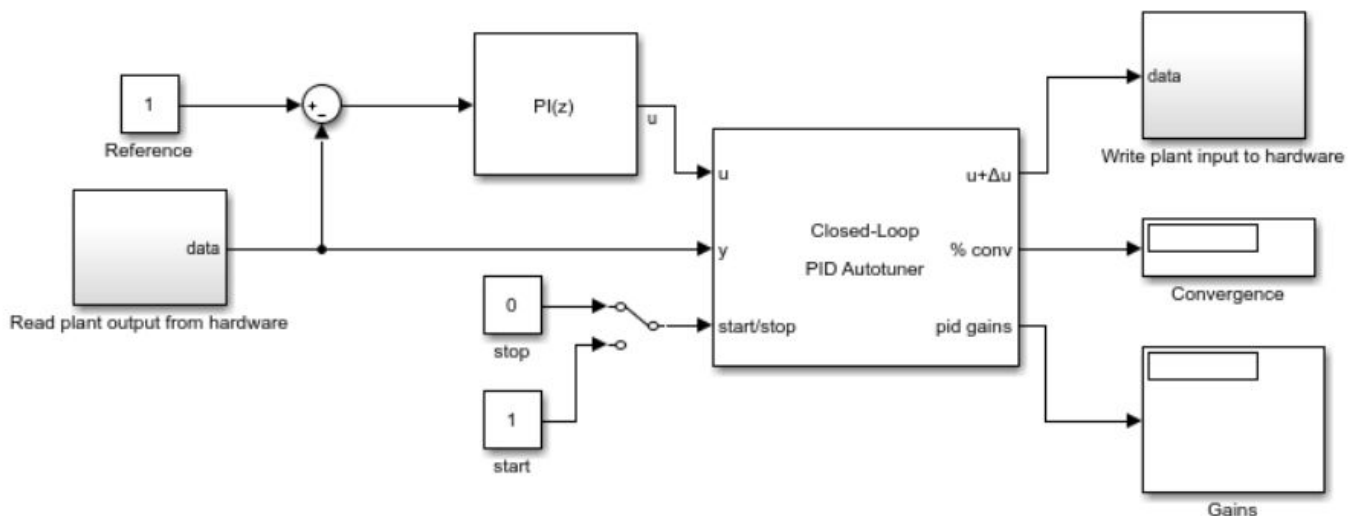 data
Write plant input to hardware
1
Reference
+
−
PI(z)
u
data
Read plant output from hardware
u
y
start/stop
Closed-Loop
PID Autotuner
u+Δu
% conv
pid gains
0
stop
1
start
Convergence
Gains